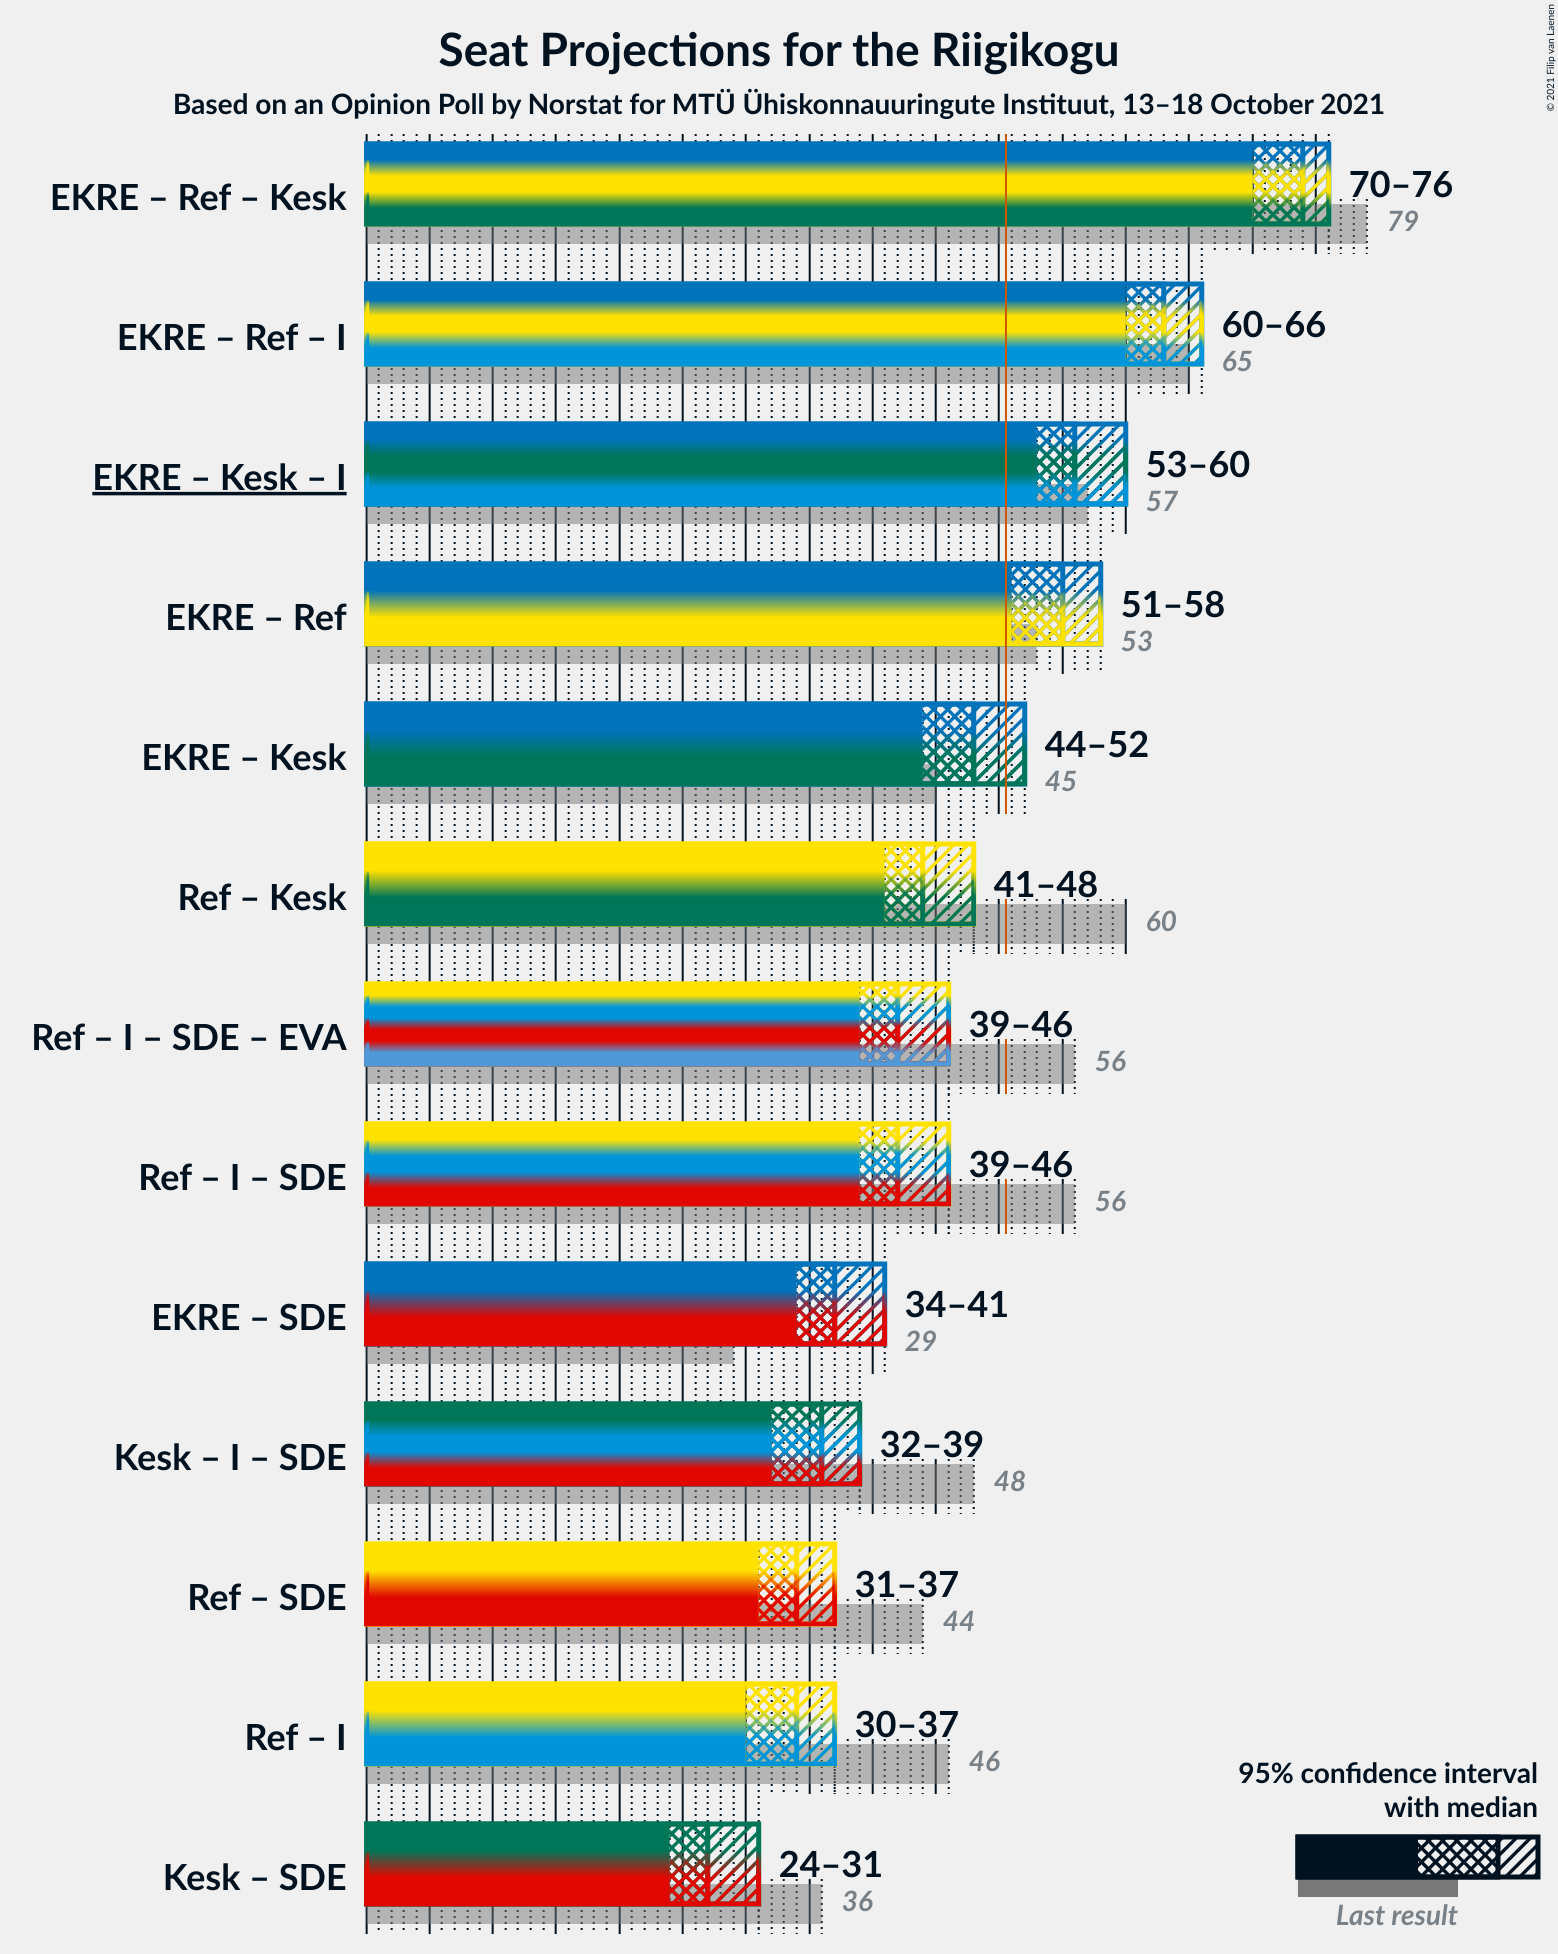 Seat Projections for the Riigikogu
Based on an Opinion Poll by Norstat for MTÜ Ühiskonnauuringute Instituut, 13–18 October 2021
© 2021 Filip van Laenen
EKRE – Ref – Kesk
70–76
79
EKRE – Ref – I
60–66
65
EKRE – Kesk – I
53–60
57
EKRE – Ref
51–58
53
EKRE – Kesk
44–52
45
Ref – Kesk
41–48
60
Ref – I – SDE – EVA
39–46
56
Ref – I – SDE
39–46
56
EKRE – SDE
34–41
29
Kesk – I – SDE
32–39
48
Ref – SDE
31–37
44
Ref – I
30–37
46
Kesk – SDE
24–31
36
95% confidence interval
with median
Last result